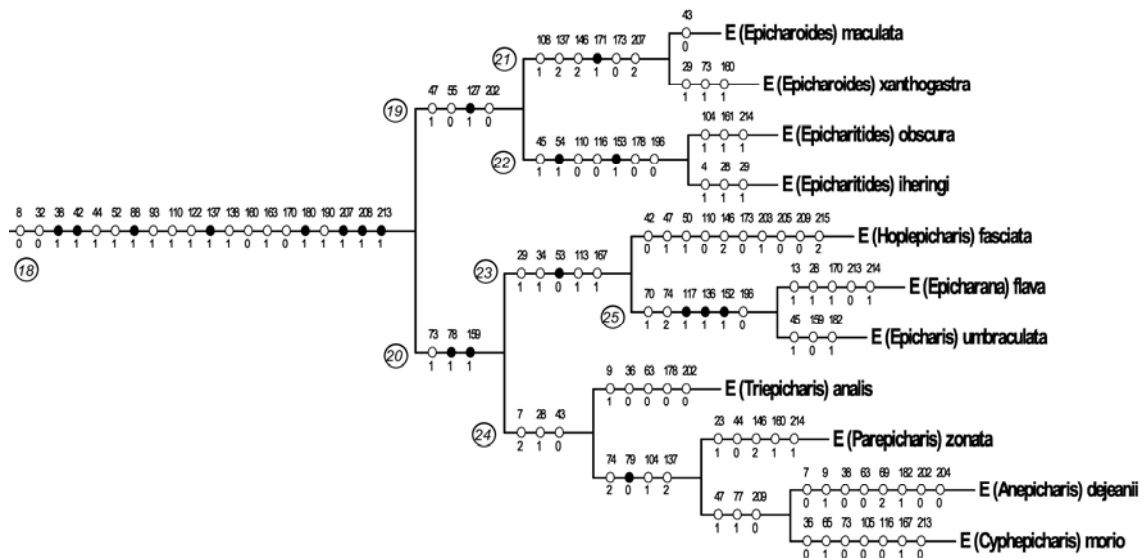 43
0
E (Epicharoides) maculata
108 137 146 171 173 207
1 2 2 1 0 2
21
29 73 160
1 1 1
E (Epicharoides) xanthogastra
47 55 127 202
1 0 1 0
19
104 161 214
1 1 1
E (Epicharitides) obscura
45 54 110 116 153 178 196
1 1 0 0 1 0 0
22
4 28 29
1 1 1
E (Epicharitides) iheringi
8 32 38 42 44 52 88 93 110 122 137 138 160 163 170 180 190 207 208 213
0 0 1 1 1 1 1 1 1 1 1 1 0 0 0 1 1 1 1 1
18
42 47 50 110 146 173 203 205 209 215
0 1 1 0 2 0 1 0 0 2
E (Hoplepicharis) fasciata
29 34 53 113 167
1 1 0 1 1
23
13 28 170 213 214
1 1 1 0 1
E (Epicharana) flava
70 74 117 136 152 196
1 2 1 1 1 0
25
45 159 182
1 0 1
E (Epicharis) umbraculata
73 78 159
1 1 1
20
9 36 63 178 202
1 0 0 0 0
E (Triepicharis) analis
7 28 43
2 1 0
24
23 44 146 160 214
1 0 2 1 1
E (Parepicharis) zonata
74 79 104 137
2 0 1 2
7 9 38 63 69 182 202 204
0 1 0 0 2 1 0 0
E (Anepicharis) dejeanii
47 77 209
1 1 0
36 65 73 105 116 167 213
0 1 0 0 0 1 0
E (Cyphepicharis) morio